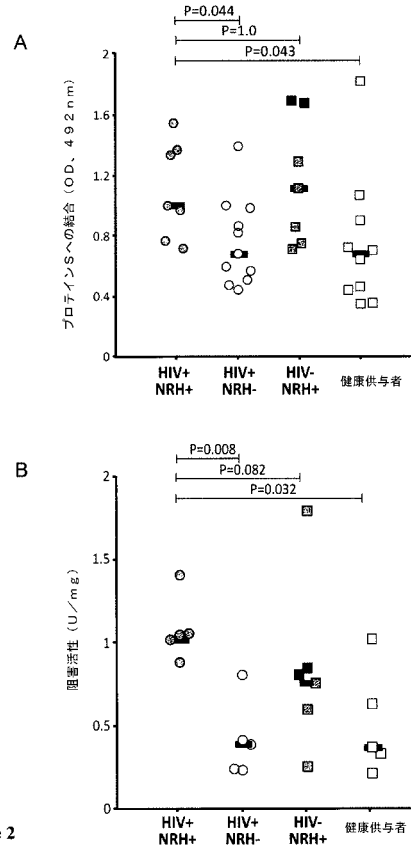 A
P=0.044
P=1.0
P=0.043
プロテインSへの結合(OD、492nm)
2
1.6
1.2
0.8
0.4
0
HIV+ NRH+
HIV+ NRH-
HIV- NRH+
健康供与者
B
P=0.008
P=0.082
P=0.032
阻害活性(U/mg)
2
1.5
1
0.5
0
HIV+ NRH+
HIV+ NRH-
HIV- NRH+
健康供与者
2